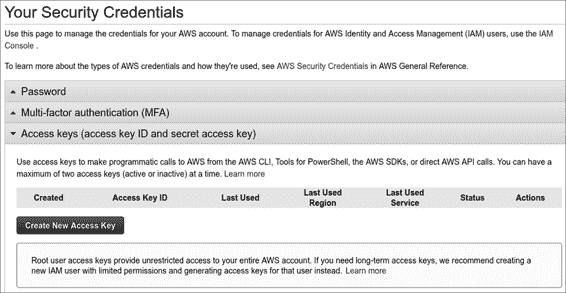 Your Security Credentials
Use this page to manage the credentials for your AWS account. To manage credentials for AWS Identity and Access Management (IAM) users, use the IAM
Console .
To learn more about the types of AWS credentials and how they're used, see AWS Security Credentials in AWS General Reference.
Password
Multi-factor authentication (MFA)
Access keys (access key ID and secret access key)
Use access keys to make programmatic calls to AWS from the AWS CLI, Tools for PowerShell, the AWS SDKs, or direct AWS API calls. You can have a
maximum of two access keys (active or inactive) at a time. Learn more
Created Access Key ID Last Used Last Used Region Last Used Service Status Actions
Create New Access Key
Root user access keys provide unrestricted access to your entire AWS account. If you need long-term access keys, we recommend creating a
new IAM user with limited permissions and generating access keys for that user instead. Learn more